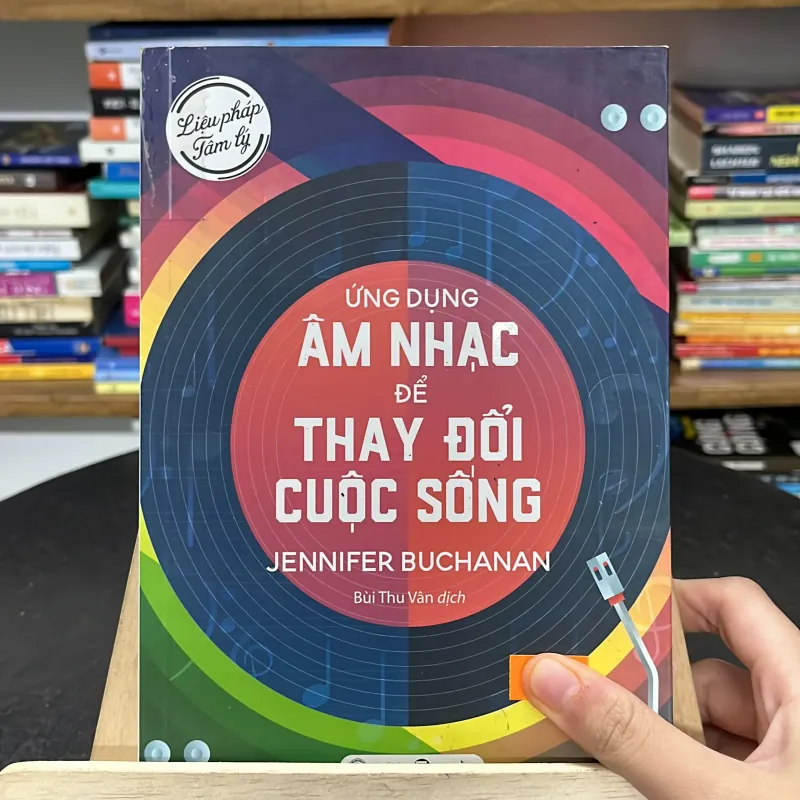 Liệu pháp
Tâm lý
ỨNG DỤNG
ÂM NHẠC
ĐỂ
THAY ĐỔI
CUỘC SỐNG
JENNIFER BUCHANAN
Bùi Thu Vân dịch